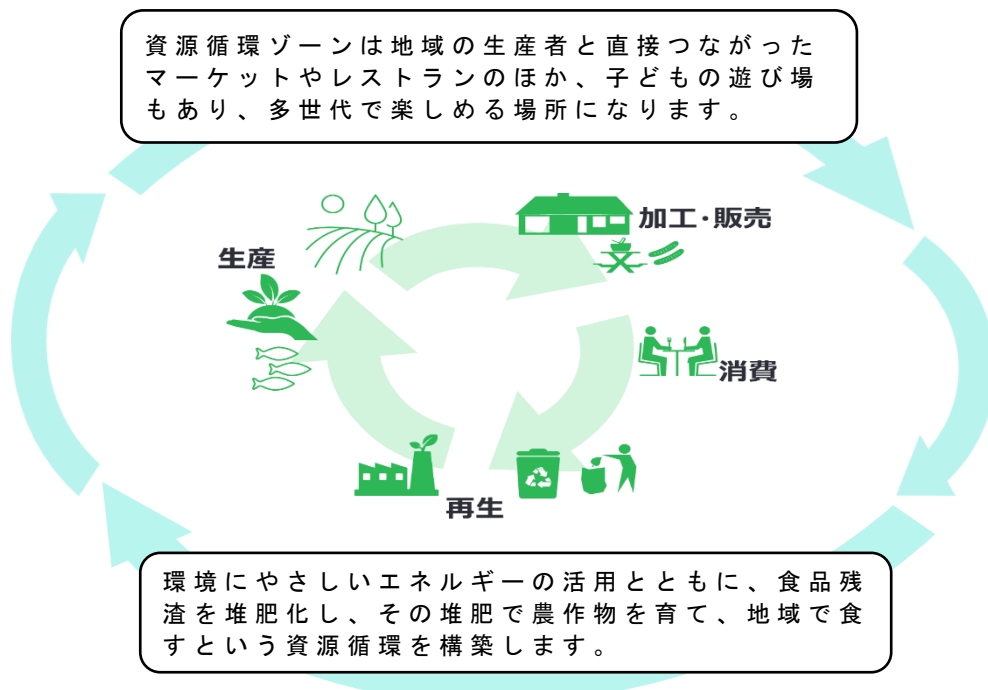 資源循環ゾーンは地域の生産者と直接つながった
マーケットやレストランのほか、子どもの遊び場
もあり、多世代で楽しめる場所になります。
加工・販売
生産
消費
再生
環境にやさしいエネルギーの活用とともに、食品残
渣を堆肥化し、その堆肥で農作物を育て、地域で食
すという資源循環を構築します。